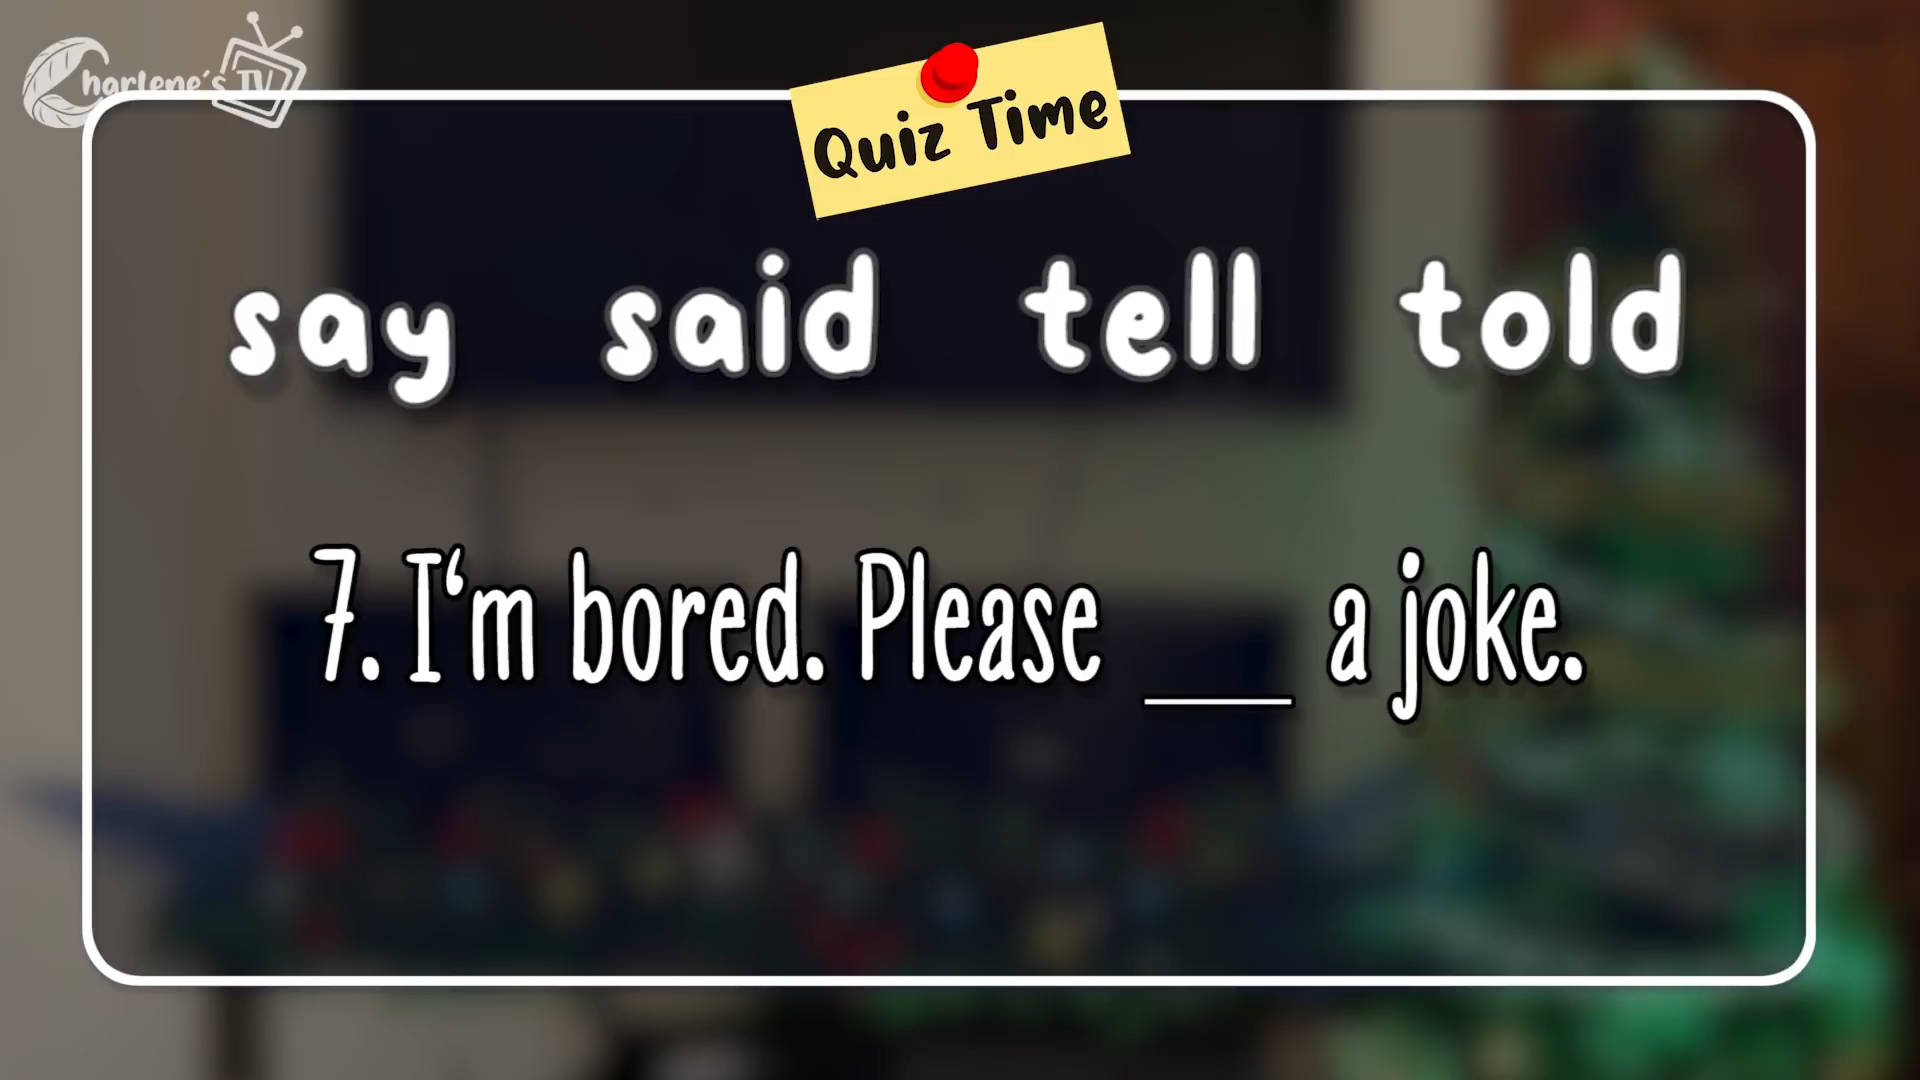 Charlene's TV
Quiz Time
say said tell told
7. I‘m bored. Please ___ a joke.